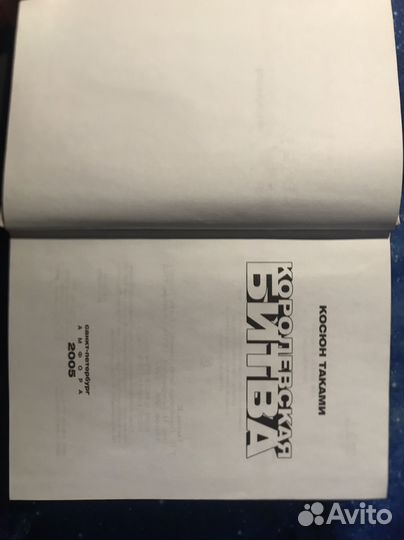 КОСЮН ТАКАМИ
КОРОЛЕВСКАЯ
БИТВА
санкт-петербург
АМФОРА
2005
Avito